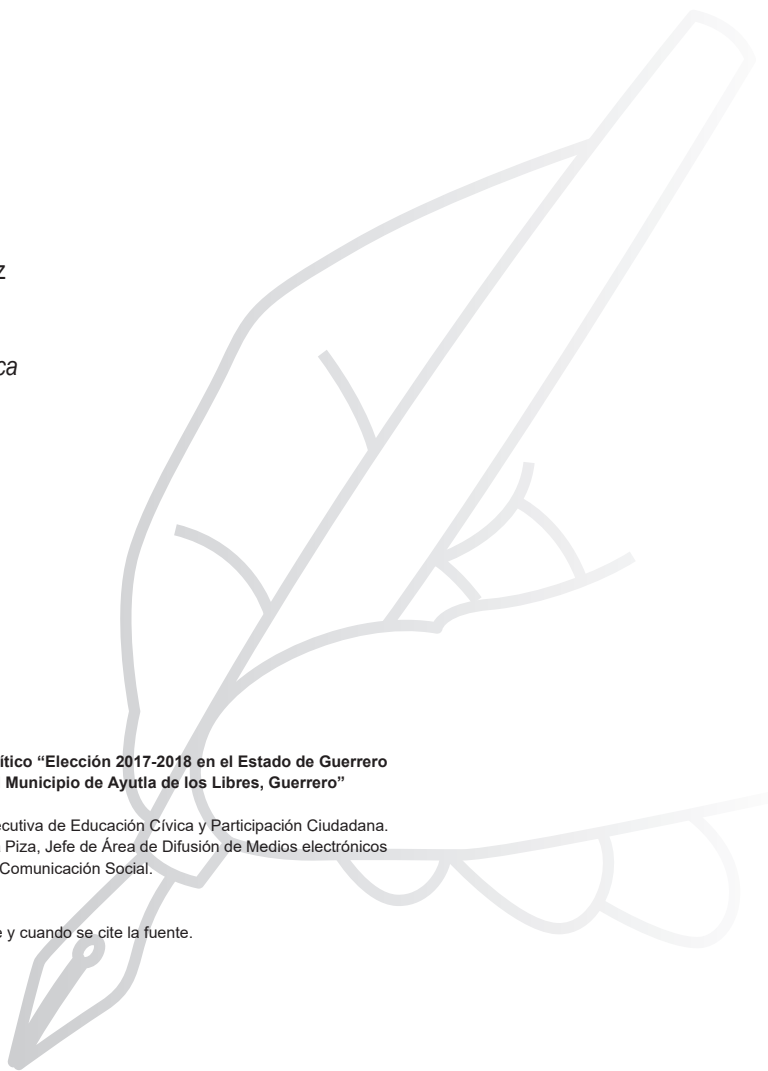 z
ca
ítico “Elección 2017-2018 en el Estado de Guerrero
Municipio de Ayutla de los Libres, Guerrero”
ecutiva de Educación Cívica y Participación Ciudadana.
Piza, Jefe de Área de Difusión de Medios electrónicos
Comunicación Social.
e y cuando se cite la fuente.